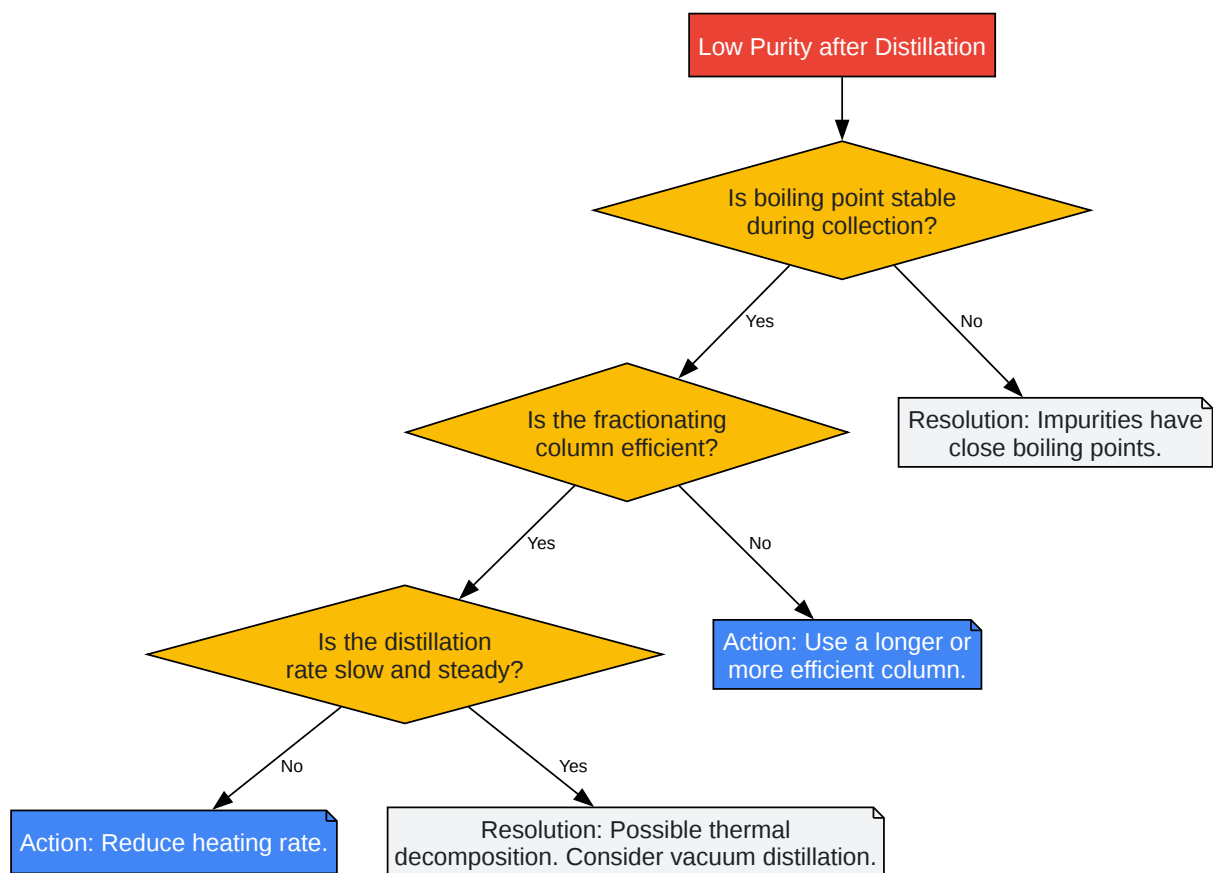 Low Purity after Distillation
Is boiling point stable
during collection?
Yes
No
Is the fractionating
column efficient?
Resolution: Impurities have
close boiling points.
Yes
No
Is the distillation
rate slow and steady?
Action: Use a longer or
more efficient column.
No
Yes
Action: Reduce heating rate.
Resolution: Possible thermal
decomposition. Consider vacuum distillation.